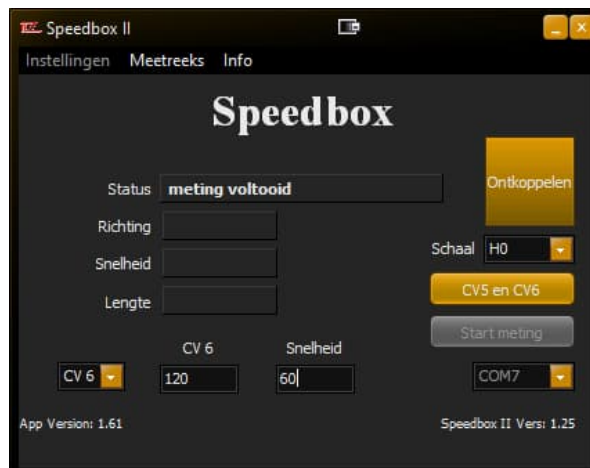 Speedbox II
Instellingen Meetreeks Info
Speedbox
Ontkoppelen
Status meting voltooid
Richting
Schaal H0
Snelheid
CV5 en CV6
Lengte
Start meting
CV 6 Snelheid
CV 6 120 60 COM7
App Version: 1.61 Speedbox II Vers: 1.25